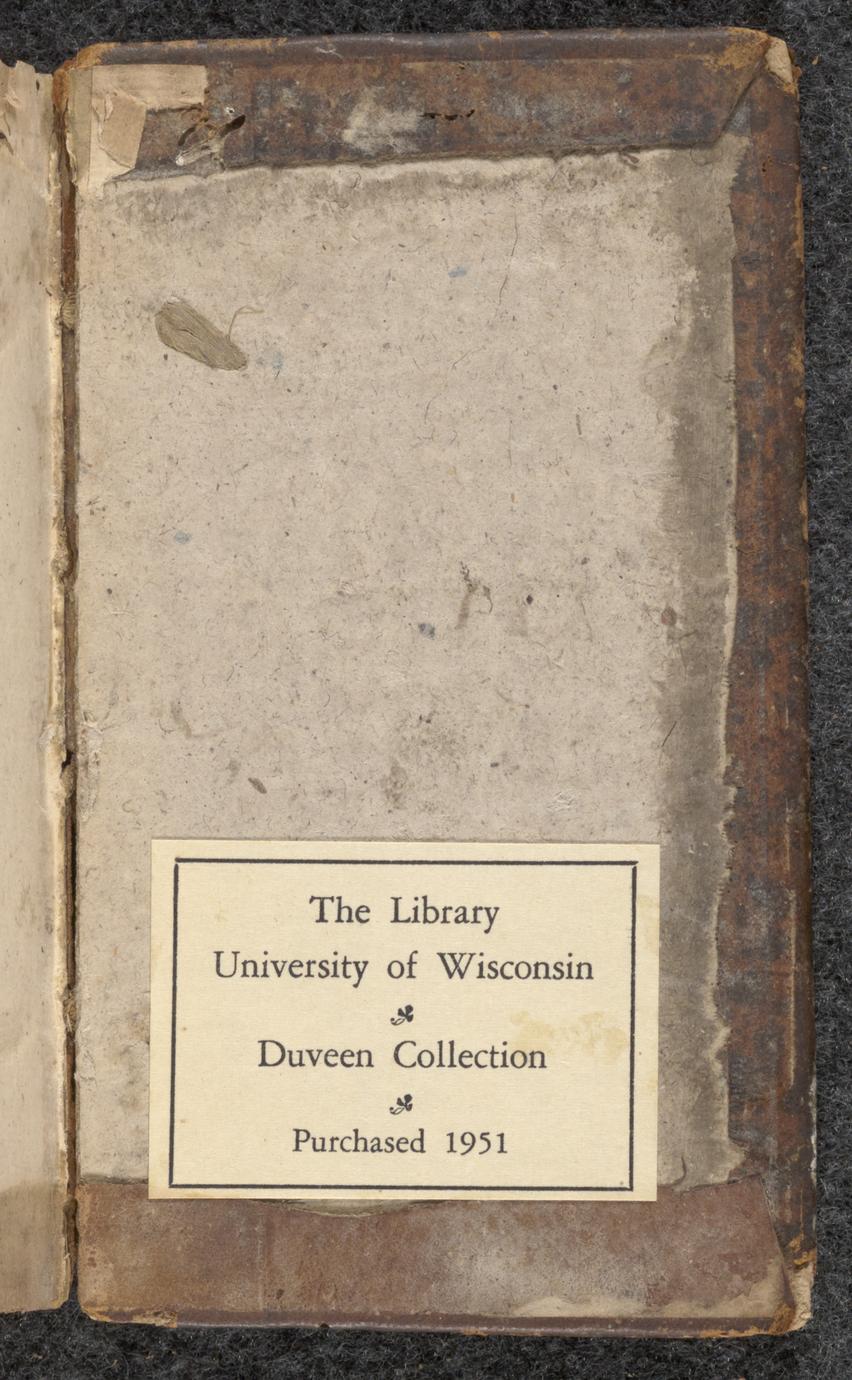 The Library
University of Wisconsin
Duveen Collection
Purchased 1951